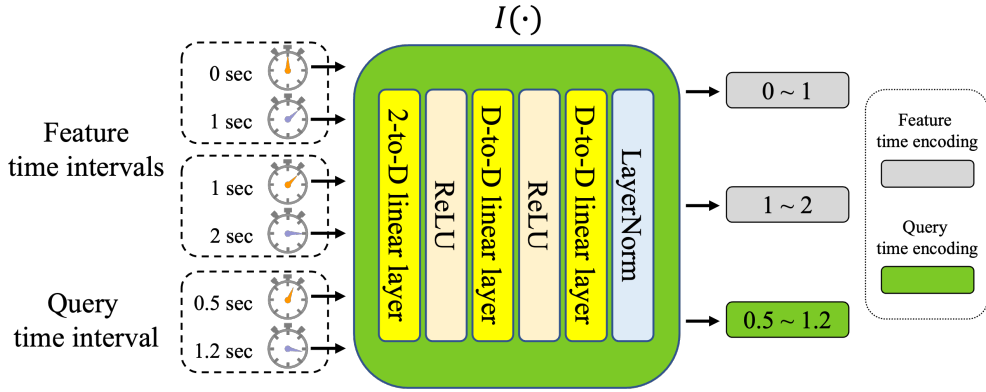 I(·)
0 sec
1 sec
Feature
time intervals
1 sec
2 sec
Query
time interval
0.5 sec
1.2 sec
2-to-D linear layer
ReLU
D-to-D linear layer
ReLU
D-to-D linear layer
LayerNorm
0 ~ 1
1 ~ 2
0.5 ~ 1.2
Feature
time encoding
Query
time encoding